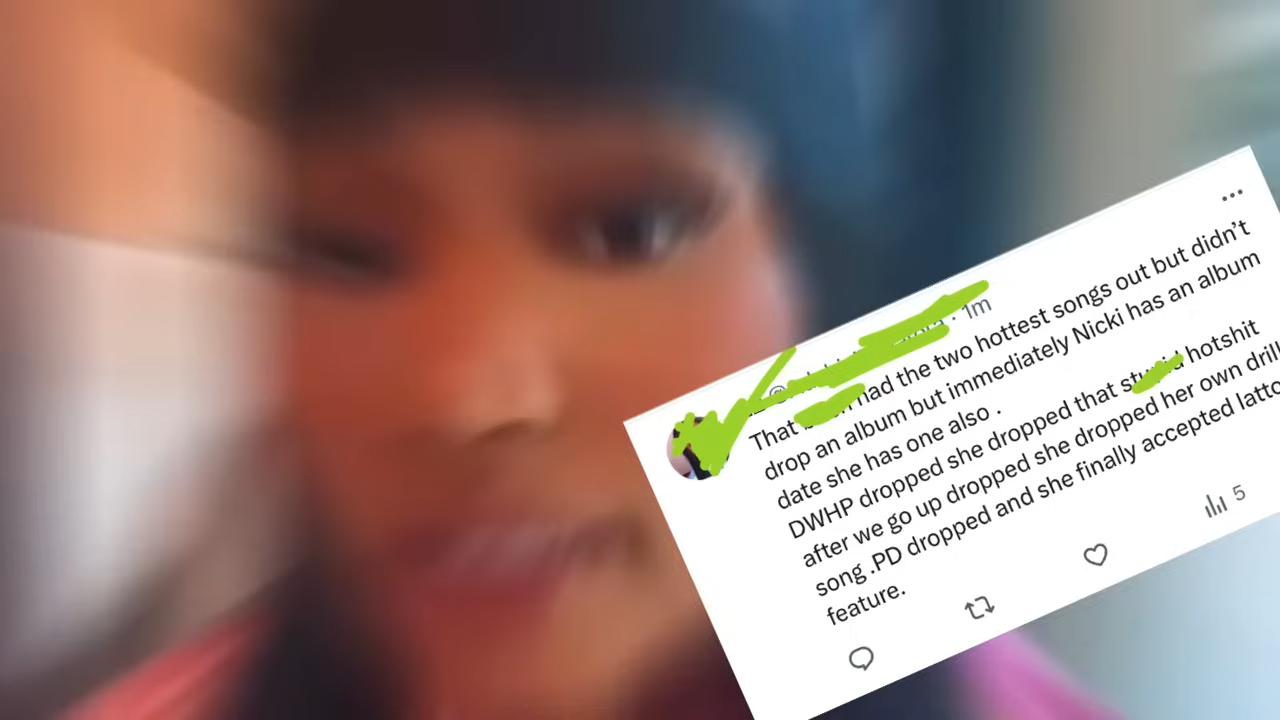 · 1m
That had the two hottest songs out but didn't
drop an album but immediately Nicki has an album
date she has one also .
DWHP dropped she dropped that hotshit
after we go up dropped she dropped her own drill
song .PD dropped and she finally accepted latto
feature.
5